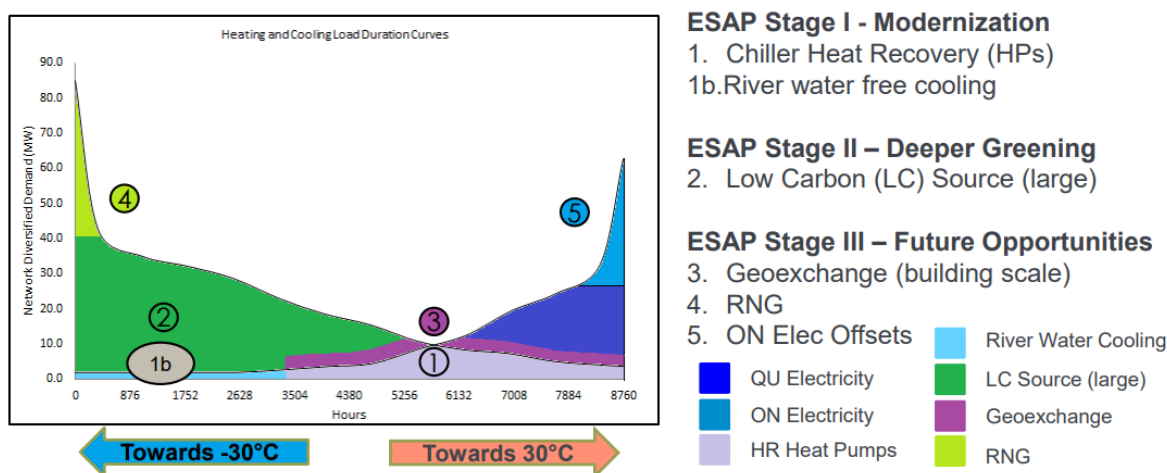 Heating and Cooling Load Duration Curves
Network Diversified Demand (MW)
90.0
80.0
70.0
60.0
50.0
40.0
30.0
20.0
10.0
0.0
4
5
2
3
1b
1
0 876 1752 2628 3504 4380 5256 6132 7008 7884 8760
Hours
Towards -30°C
Towards 30°C
ESAP Stage I - Modernization
1. Chiller Heat Recovery (HPs)
1b.River water free cooling
ESAP Stage II – Deeper Greening
2. Low Carbon (LC) Source (large)
ESAP Stage III – Future Opportunities
3. Geoexchange (building scale)
4. RNG
5. ON Elec Offsets
QU Electricity
ON Electricity
HR Heat Pumps
River Water Cooling
LC Source (large)
Geoexchange
RNG